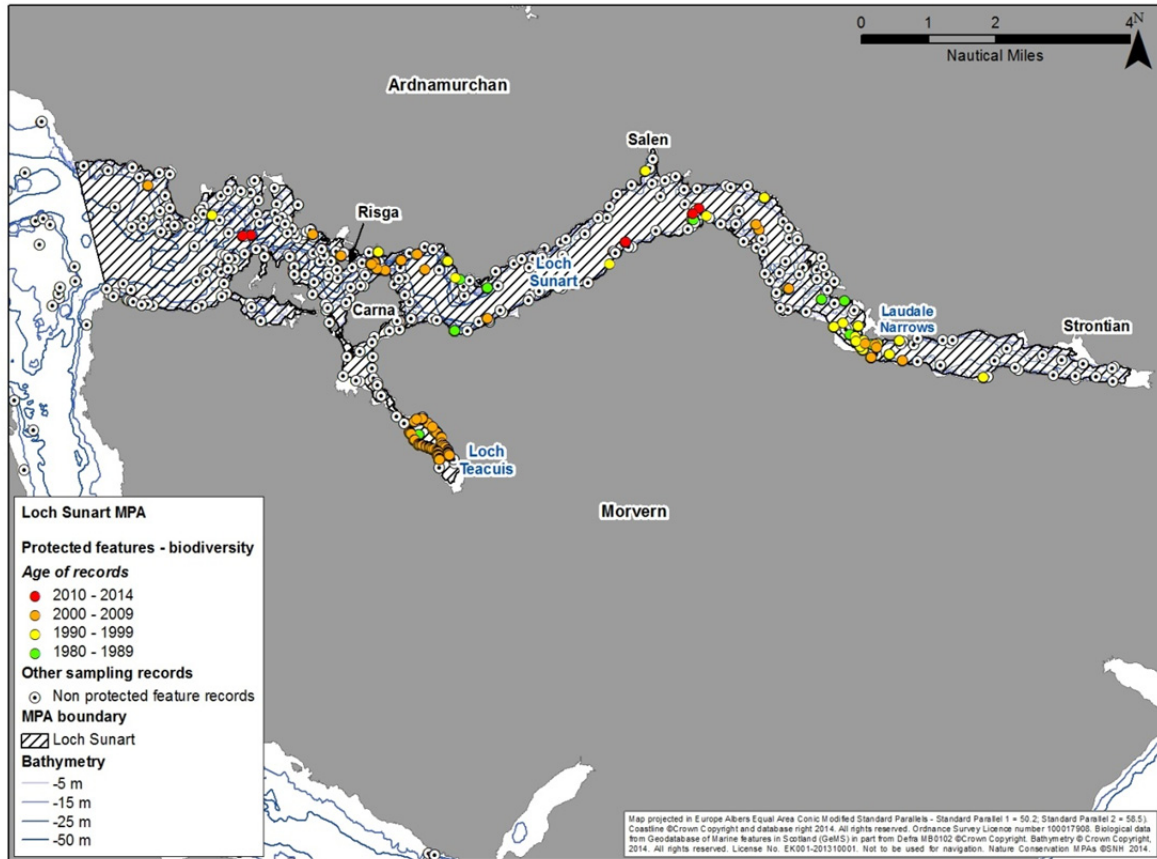 0 1 2 4
N
Nautical Miles
Ardnamurchan
Salen
Risga
Loch
Sunart
Carna
Laudale
Narrows
Strontian
Loch
Teacuis
Morvern
Loch Sunart MPA
Protected features - biodiversity
Age of records
2010 - 2014
2000 - 2009
1990 - 1999
1980 - 1989
Other sampling records
Non protected feature records
MPA boundary
Loch Sunart
Bathymetry
-5 m
-15 m
-25 m
-50 m
Map projected in Europe Albers Equal Area Conic Modified Standard Parallels - Standard Parallel 1 = 50.2; Standard Parallel 2 = 58.5).
Coastline ©Crown Copyright and database right 2014. All rights reserved. Ordnance Survey Licence number 100017908. Biological data
from Geodatabase of Marine features in Scotland (GeMS) in part from Defra MB0102 ©Crown Copyright. Bathymetry © Crown Copyright,
2014. All rights reserved. License No. EK001-201310001. Not to be used for navigation. Nature Conservation MPAs ©SNH 2014.